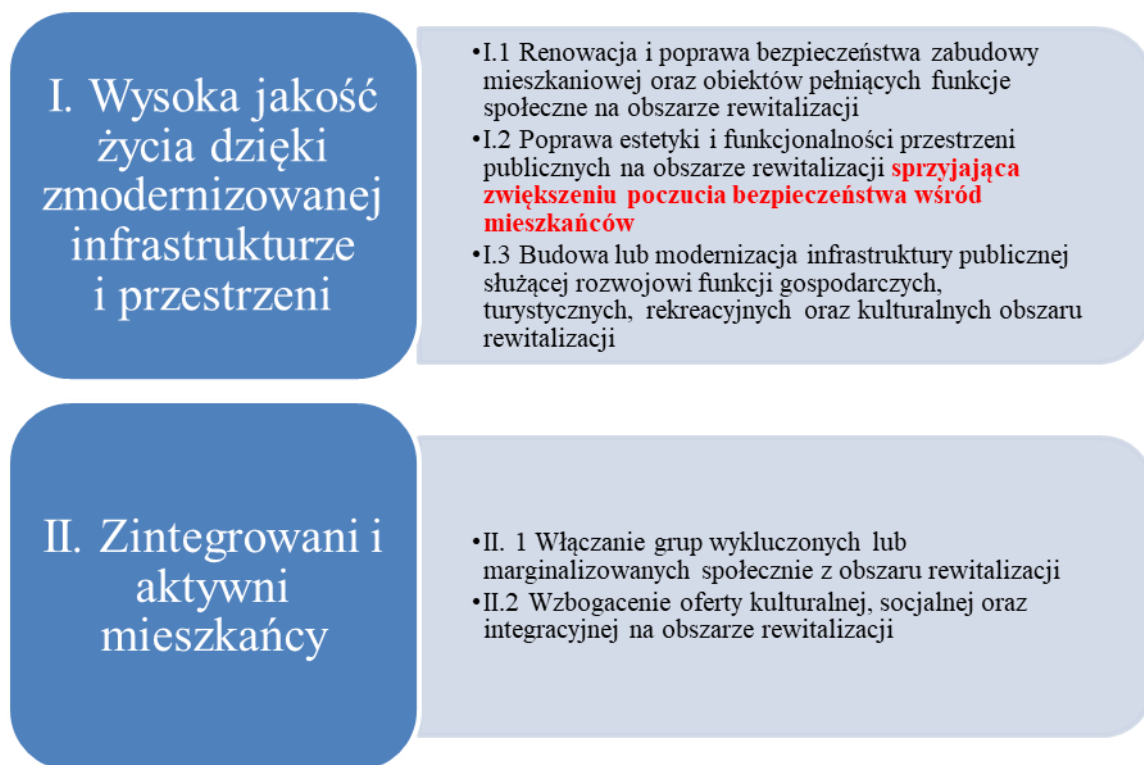 I. Wysoka jakość
życia dzięki
zmodernizowanej
infrastrukturze
i przestrzeni
•I.1 Renowacja i poprawa bezpieczeństwa zabudowy
mieszkaniowej oraz obiektów pełniących funkcje
społeczne na obszarze rewitalizacji
•I.2 Poprawa estetyki i funkcjonalności przestrzeni
publicznych na obszarze rewitalizacji sprzyjająca
zwiększeniu poczucia bezpieczeństwa wśród
mieszkańców
•I.3 Budowa lub modernizacja infrastruktury publicznej
służącej rozwojowi funkcji gospodarczych,
turystycznych, rekreacyjnych oraz kulturalnych obszaru
rewitalizacji
II. Zintegrowani i
aktywni
mieszkańcy
•II. 1 Włączanie grup wykluczonych lub
marginalizowanych społecznie z obszaru rewitalizacji
•II.2 Wzbogacenie oferty kulturalnej, socjalnej oraz
integracyjnej na obszarze rewitalizacji